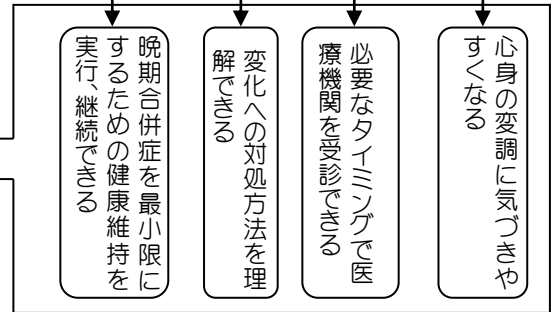 心身の変調に気づきや
すくなる
必要なタイミングで医
療機関を受診できる
変化への対処方法を理
解できる
晩期合併症を最小限に
するための健康維持を
実行、継続できる